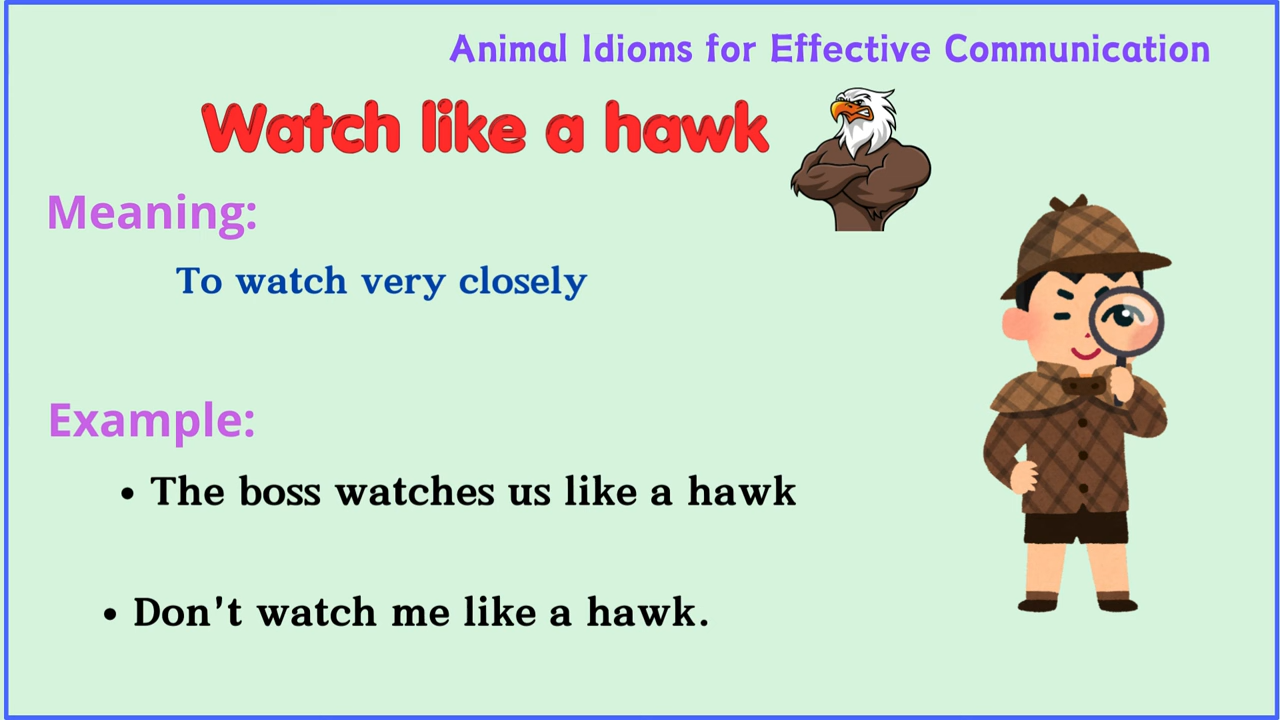 Animal Idioms for Effective Communication
Watch like a hawk
Meaning:
To watch very closely
Example:
• The boss watches us like a hawk
• Don't watch me like a hawk.